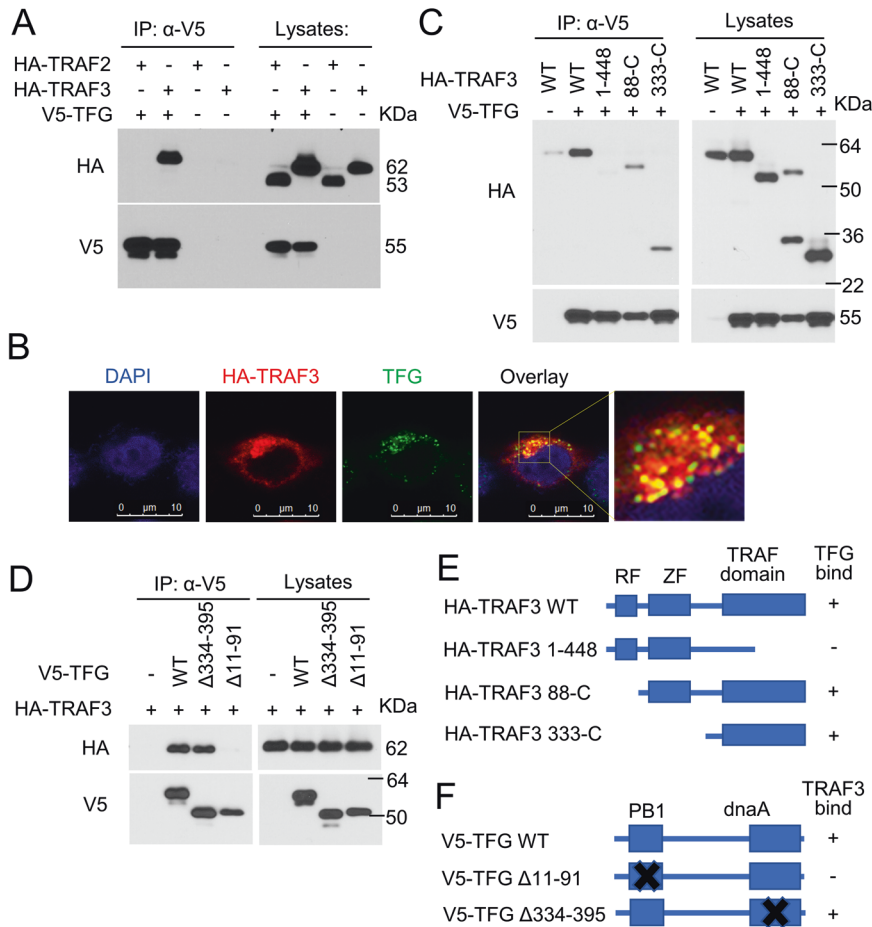 A
IP: α-V5 Lysates:
HA-TRAF2 + - + - + - + -
HA-TRAF3 - + - + - + - +
V5-TFG + + - - + + - - KDa
HA 62
53
V5 55
C
IP: α-V5 Lysates
HA-TRAF3 WT WT 1-448 88-C 333-C WT WT 1-448 88-C 333-C
V5-TFG - + + + + - + + + + KDa
HA 64
50
36
22
V5 55
B
DAPI HA-TRAF3 TFG Overlay
0 µm 10 0 µm 10 0 µm 10 0 µm 10
D
IP: α-V5 Lysates
V5-TFG - WT Δ334-395 Δ11-91 - WT Δ334-395 Δ11-91
HA-TRAF3 + + + + + + + + KDa
HA 62
V5 64
50
E
RF ZF TRAF domain TFG bind
HA-TRAF3 WT +
HA-TRAF3 1-448 -
HA-TRAF3 88-C +
HA-TRAF3 333-C +
F
PB1 dnaA TRAF3 bind
V5-TFG WT +
V5-TFG Δ11-91 -
V5-TFG Δ334-395 +